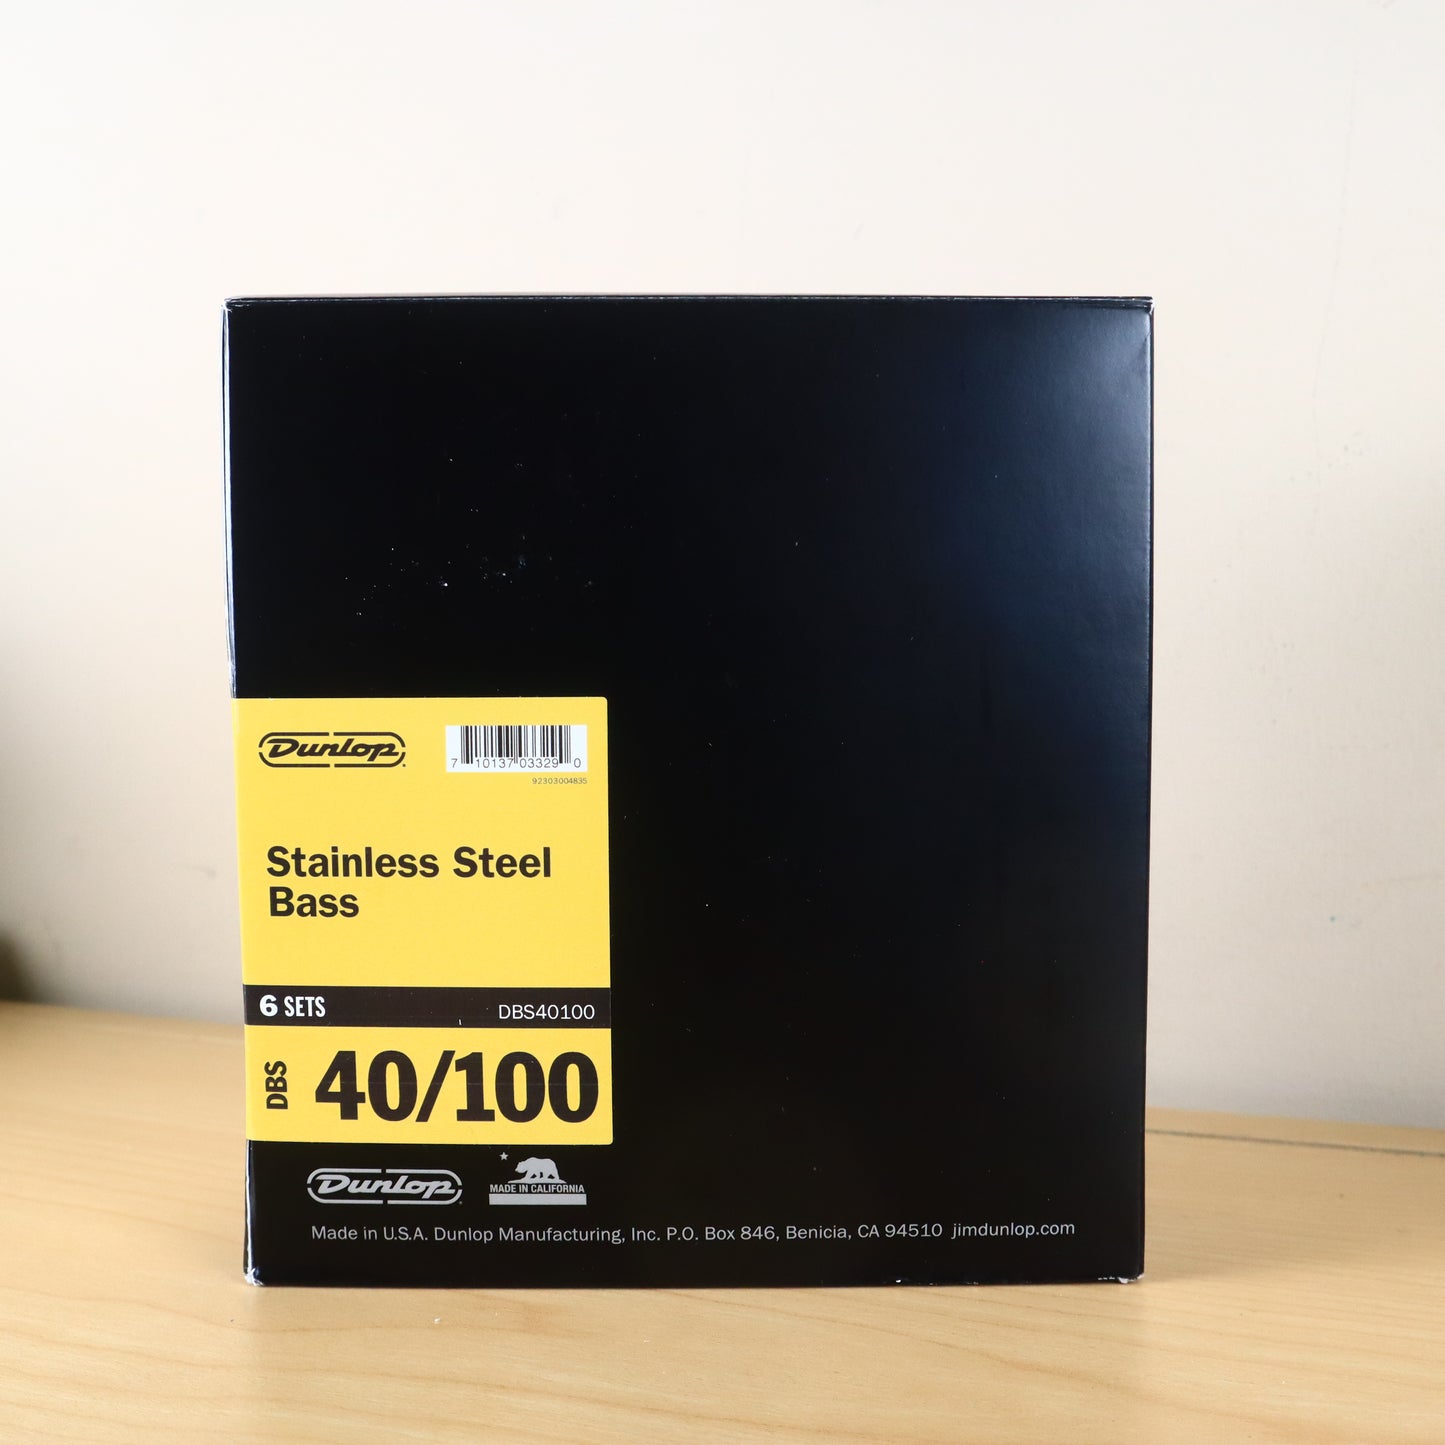 Dunlop
7 10137 03329 0
92303004835
Stainless Steel
Bass
6 SETS DBS40100
DBS 40/100
Dunlop
MADE IN CALIFORNIA
Made in U.S.A. Dunlop Manufacturing, Inc. P.O. Box 846, Benicia, CA 94510 jimdunlop.com